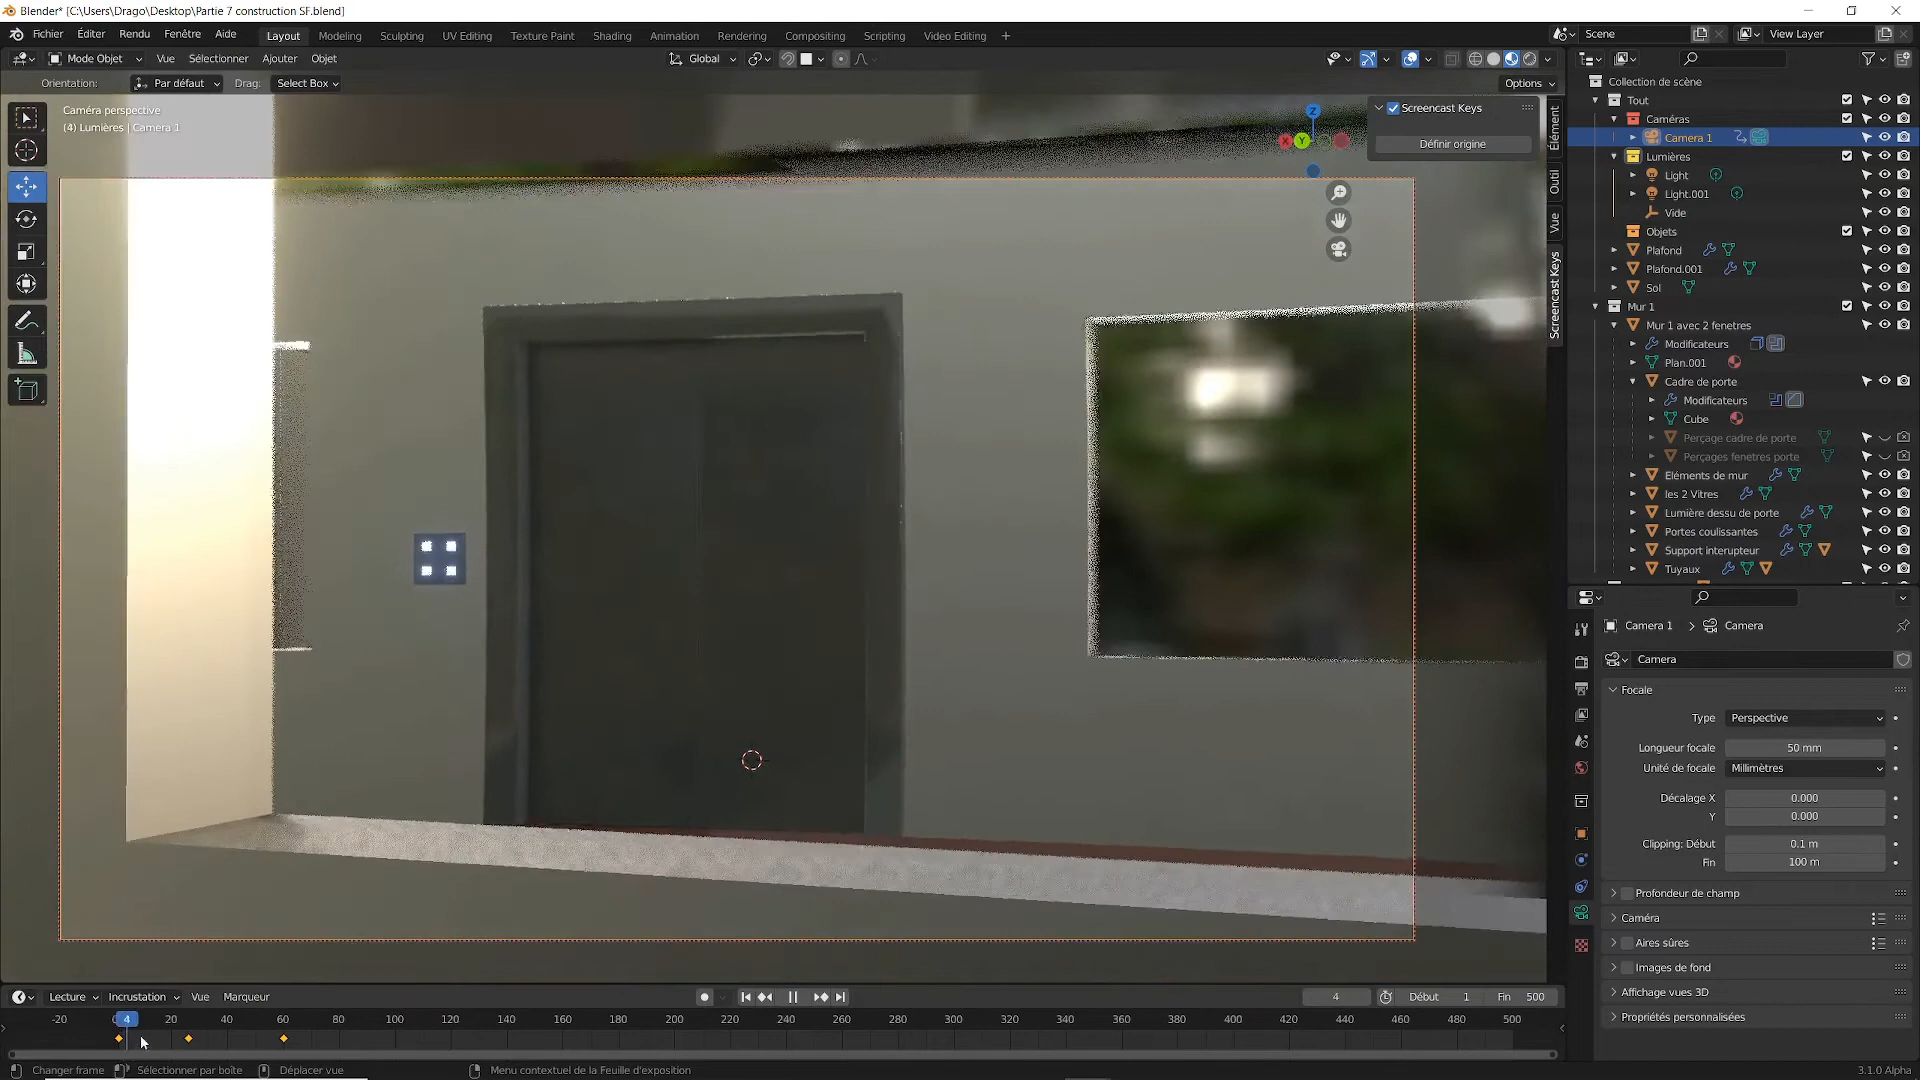 Blender* [C:\Users\Drago\Desktop\Partie 7 construction SF.blend]
Fichier Éditer Rendu Fenêtre Aide Layout Modeling Sculpting UV Editing Texture Paint Shading Animation Rendering Compositing Scripting Video Editing + Scene View Layer
Mode Objet Vue Sélectionner Ajouter Objet Global
Orientation: Par défaut Drag: Select Box Options
Caméra perspective
(4) Lumières | Camera 1
Screencast Keys
Définir origine
Z
X Y
Élément
Outil
Vue
Screencast Keys
Collection de scène
Tout
Caméras
Camera 1
Lumières
Light
Light.001
Vide
Objets
Plafond
Plafond.001
Sol
Mur 1
Mur 1 avec 2 fenetres
Modificateurs
Plan.001
Cadre de porte
Modificateurs
Cube
Perçage cadre de porte
Perçages fenetres porte
Eléments de mur
les 2 Vitres
Lumière dessu de porte
Portes coulissantes
Support interupteur
Tuyaux
Camera 1 Camera
Camera
Focale
Type Perspective
Longueur focale 50 mm
Unité de focale Millimètres
Décalage X 0.000
Y 0.000
Clipping: Début 0.1 m
Fin 100 m
Profondeur de champ
Caméra
Aires sûres
Images de fond
Affichage vues 3D
Propriétés personnalisées
Lecture Incrustation Vue Marqueur 4 Début 1 Fin 500
-20 4 20 40 60 80 100 120 140 160 180 200 220 240 260 280 300 320 340 360 380 400 420 440 460 480 500
Changer frame Sélectionner par boîte Déplacer vue Menu contextuel de la Feuille d'exposition 3.1.0 Alpha